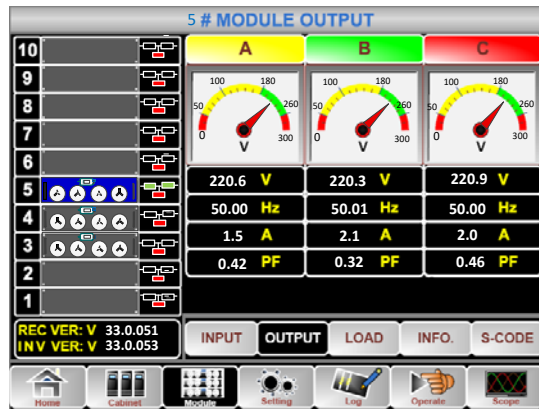 5 # MODULE OUTPUT
10
9
8
7
6
5
4
3
2
1
A B C
100 180 100 180 100 180
50 260 50 260 50 260
0 300 0 300 0 300
V V V
220.6 V 220.3 V 220.9 V
50.00 Hz 50.01 Hz 50.00 Hz
1.5 A 2.1 A 2.0 A
0.42 PF 0.32 PF 0.46 PF
REC VER: V 33.0.051
INV VER: V 33.0.053
INPUT OUTPUT LOAD INFO. S-CODE
Home Cabinet Module Setting Log Operate Scope